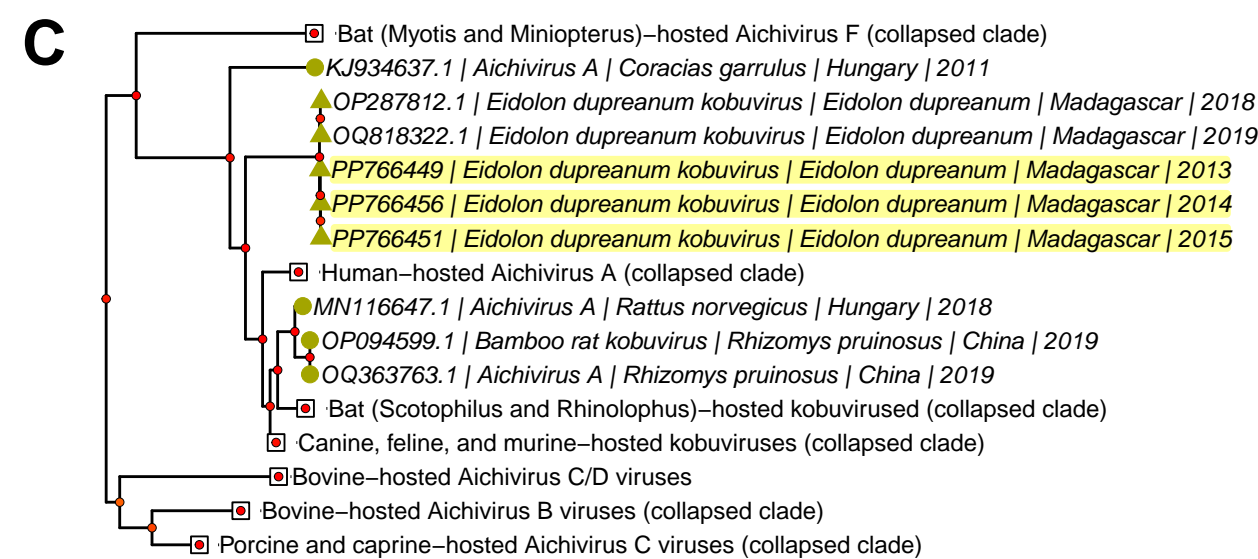 C
Bat (Myotis and Miniopterus)−hosted Aichivirus F (collapsed clade)
KJ934637.1 | Aichivirus A | Coracias garrulus | Hungary | 2011
OP287812.1 | Eidolon dupreanum kobuvirus | Eidolon dupreanum | Madagascar | 2018
OQ818322.1 | Eidolon dupreanum kobuvirus | Eidolon dupreanum | Madagascar | 2019
PP766449 | Eidolon dupreanum kobuvirus | Eidolon dupreanum | Madagascar | 2013
PP766456 | Eidolon dupreanum kobuvirus | Eidolon dupreanum | Madagascar | 2014
PP766451 | Eidolon dupreanum kobuvirus | Eidolon dupreanum | Madagascar | 2015
Human−hosted Aichivirus A (collapsed clade)
MN116647.1 | Aichivirus A | Rattus norvegicus | Hungary | 2018
OP094599.1 | Bamboo rat kobuvirus | Rhizomys pruinosus | China | 2019
OQ363763.1 | Aichivirus A | Rhizomys pruinosus | China | 2019
Bat (Scotophilus and Rhinolophus)−hosted kobuvirused (collapsed clade)
Canine, feline, and murine−hosted kobuviruses (collapsed clade)
Bovine−hosted Aichivirus C/D viruses
Bovine−hosted Aichivirus B viruses (collapsed clade)
Porcine and caprine−hosted Aichivirus C viruses (collapsed clade)